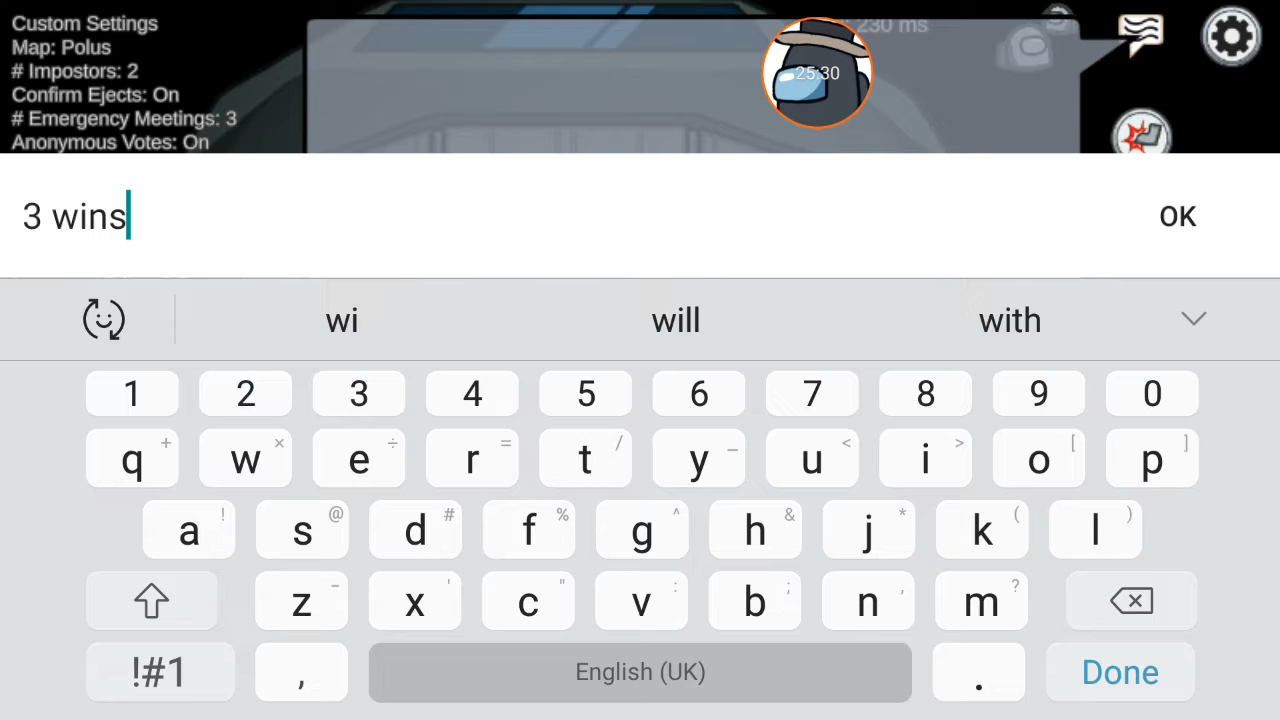 Custom Settings
Map: Polus
# Impostors: 2
Confirm Ejects: On
# Emergency Meetings: 3
Anonymous Votes: On
: 230 ms
25:30
3 wins
OK
wi will with
1 2 3 4 5 6 7 8 9 0
q + w × e ÷ r = t / y _ u < i > o [ p ]
a ! s @ d # f % g ^ h & j * k ( l )
z - x ' c " v : b ; n , m ?
!#1 , English (UK) . Done